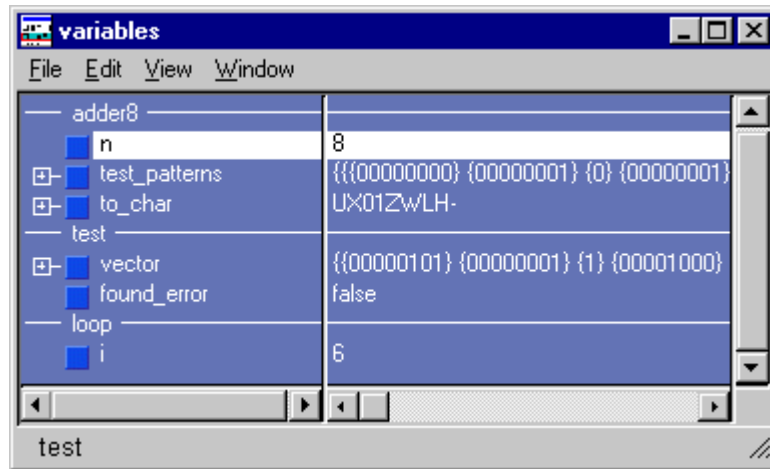 variables
File Edit View Window
adder8
n 8
test_patterns {{{00000000} {00000001} {0} {00000001}
to_char UX01ZWLH-
test
vector {{00000101} {00000001} {1} {00001000}
found_error false
loop
i 6
test